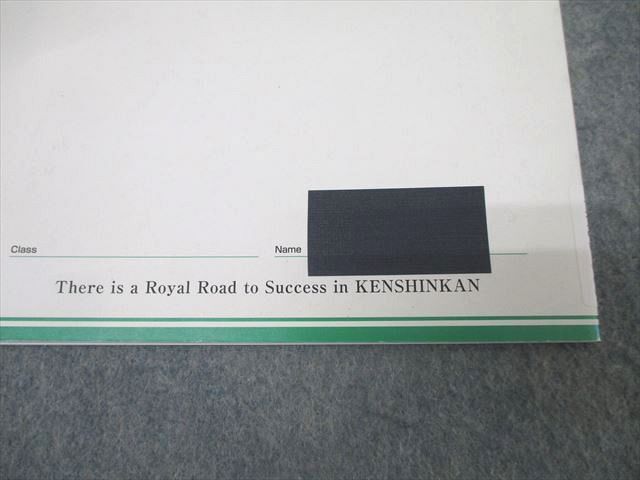 Class
Name
There is a Royal Road to Success in KENSHINKAN